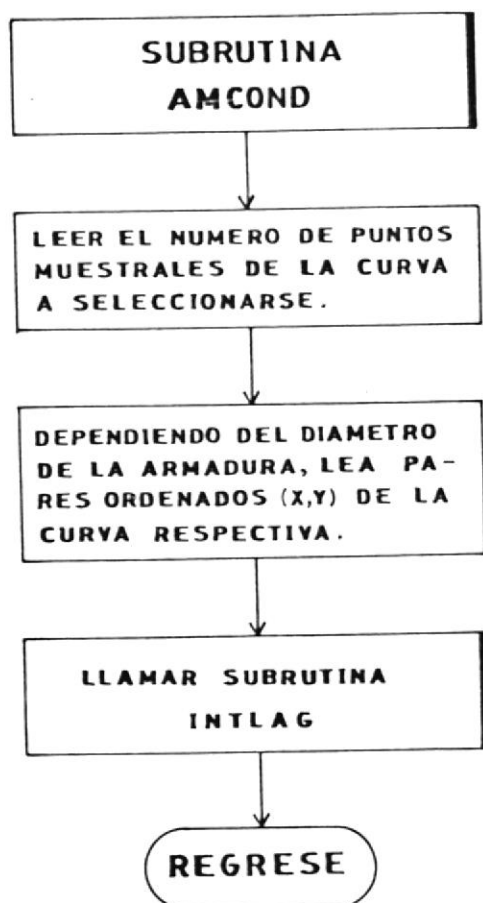 SUBRUTINA
AMCOND
LEER EL NUMERO DE PUNTOS
MUESTRALES DE LA CURVA
A SELECCIONARSE.
DEPENDIENDO DEL DIAMETRO
DE LA ARMADURA, LEA PA-
RES ORDENADOS (X,Y) DE LA
CURVA RESPECTIVA.
LLAMAR SUBRUTINA
INTLAG
REGRESE